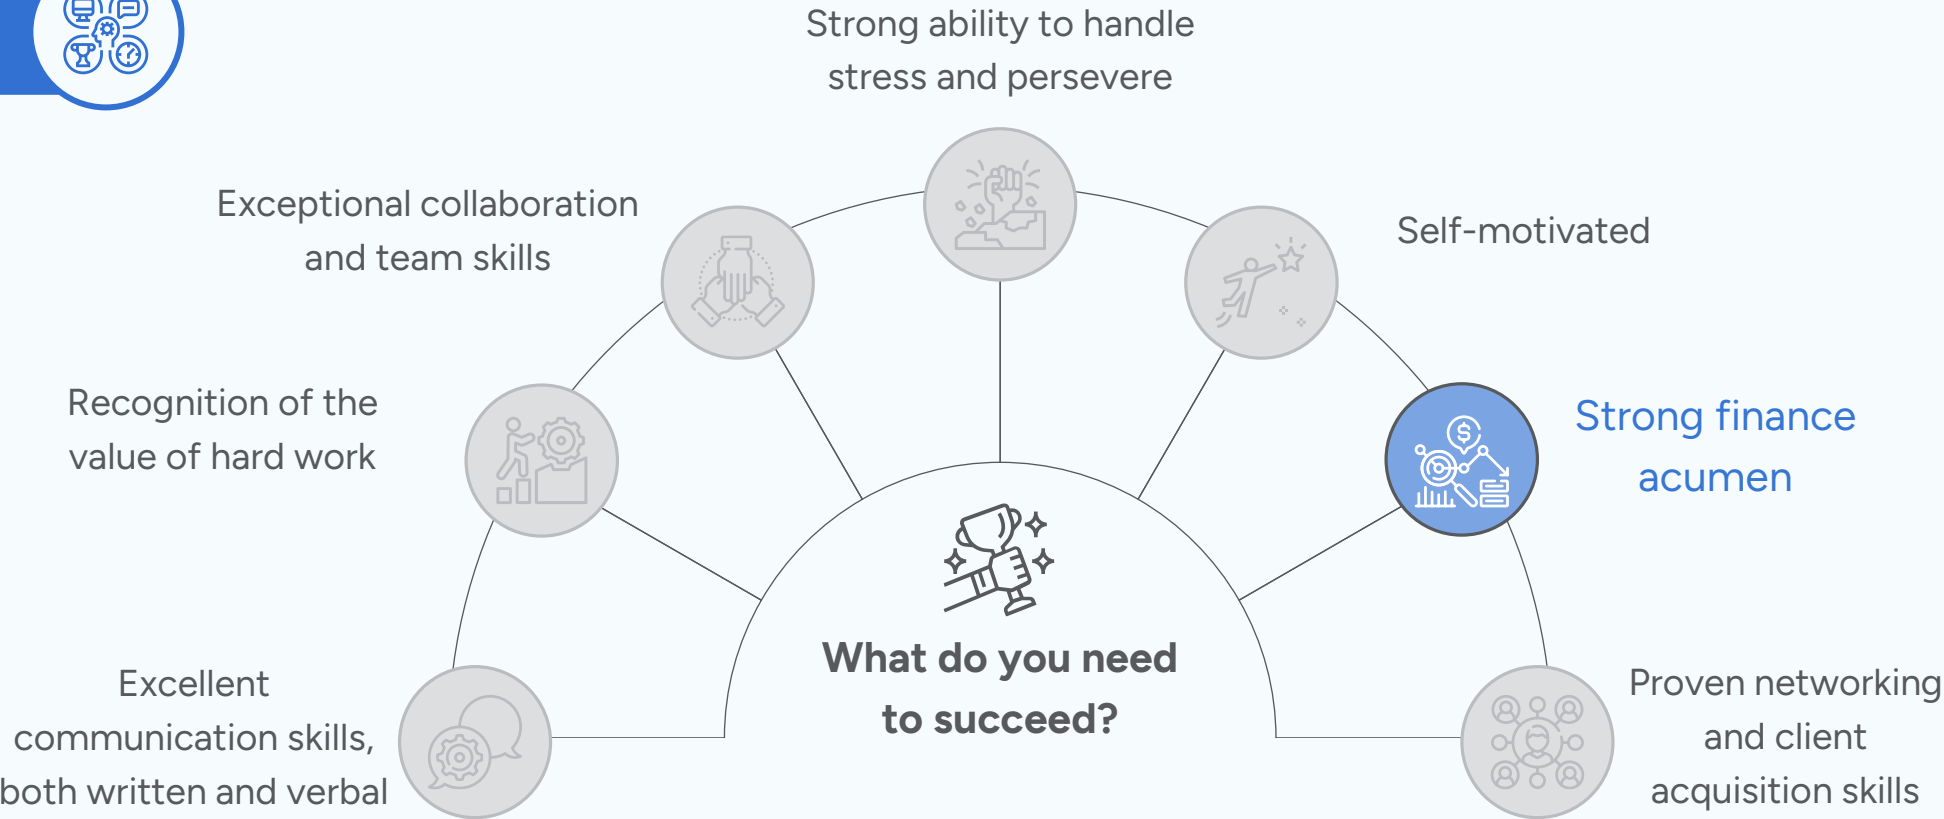 Strong ability to handle
stress and persevere
Exceptional collaboration
and team skills
Self-motivated
Recognition of the
value of hard work
Strong finance
acumen
What do you need
to succeed?
Excellent
communication skills,
both written and verbal
Proven networking
and client
acquisition skills